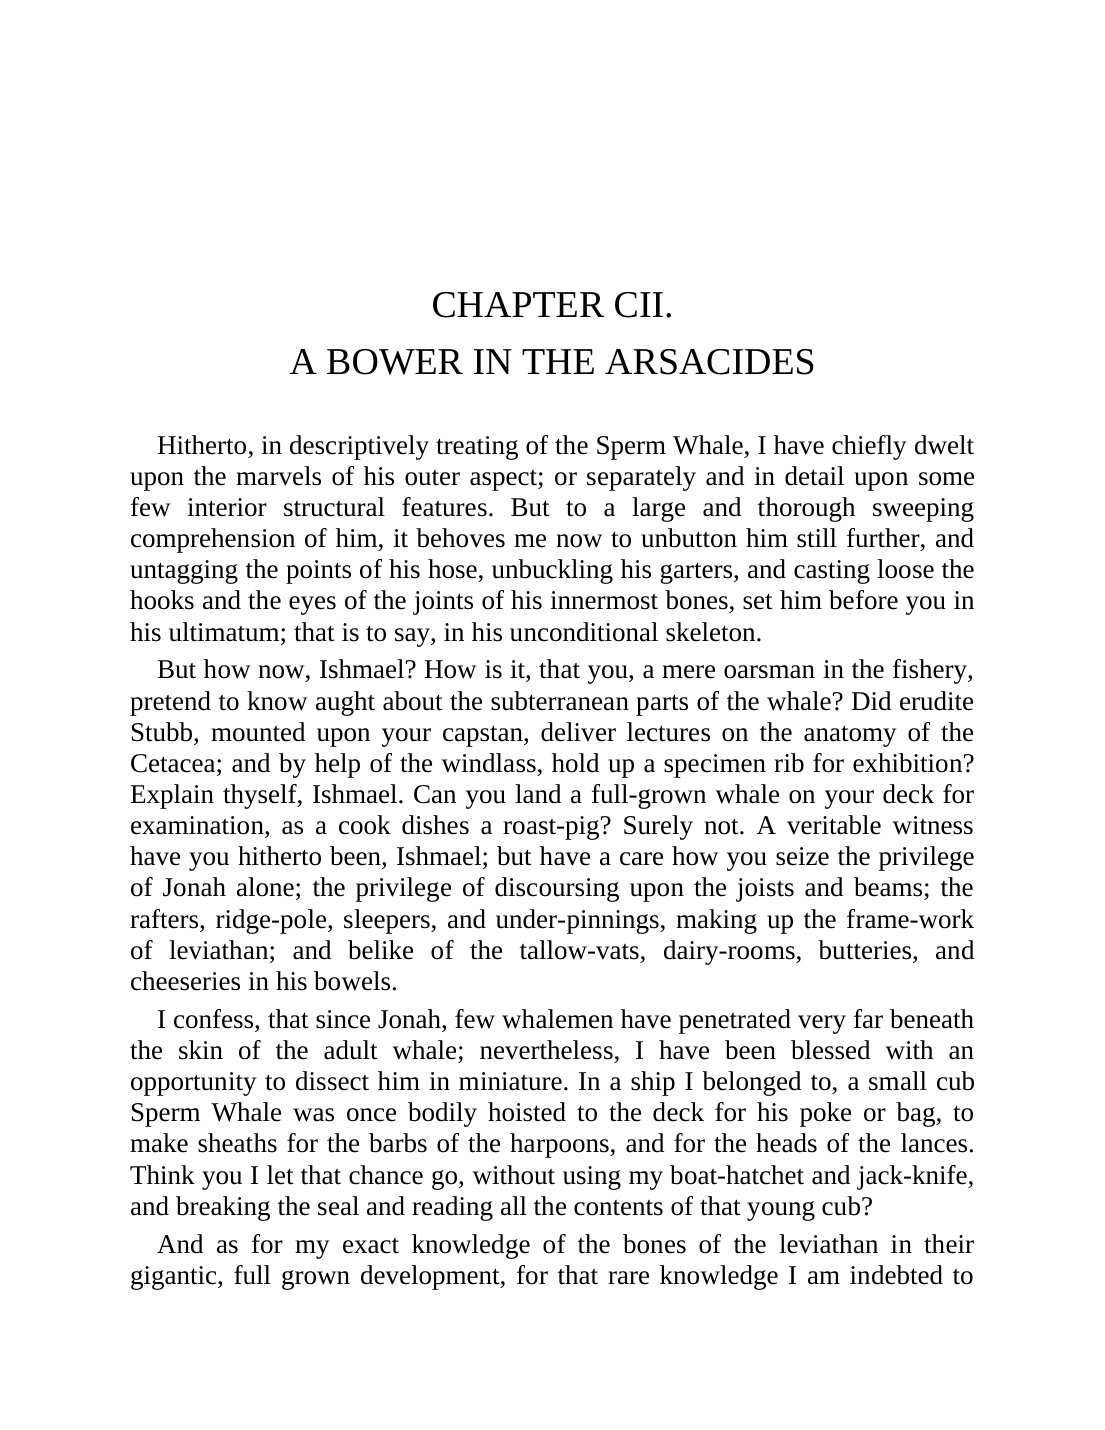 CHAPTER CII.
A BOWER IN THE ARSACIDES
Hitherto, in descriptively treating of the Sperm Whale, I have chiefly dwelt
upon the marvels of his outer aspect; or separately and in detail upon some
few interior structural features. But to a large and thorough sweeping
comprehension of him, it behoves me now to unbutton him still further, and
untagging the points of his hose, unbuckling his garters, and casting loose the
hooks and the eyes of the joints of his innermost bones, set him before you in
his ultimatum; that is to say, in his unconditional skeleton.
But how now, Ishmael? How is it, that you, a mere oarsman in the fishery,
pretend to know aught about the subterranean parts of the whale? Did erudite
Stubb, mounted upon your capstan, deliver lectures on the anatomy of the
Cetacea; and by help of the windlass, hold up a specimen rib for exhibition?
Explain thyself, Ishmael. Can you land a full-grown whale on your deck for
examination, as a cook dishes a roast-pig? Surely not. A veritable witness
have you hitherto been, Ishmael; but have a care how you seize the privilege
of Jonah alone; the privilege of discoursing upon the joists and beams; the
rafters, ridge-pole, sleepers, and under-pinnings, making up the frame-work
of leviathan; and belike of the tallow-vats, dairy-rooms, butteries, and
cheeseries in his bowels.
I confess, that since Jonah, few whalemen have penetrated very far beneath
the skin of the adult whale; nevertheless, I have been blessed with an
opportunity to dissect him in miniature. In a ship I belonged to, a small cub
Sperm Whale was once bodily hoisted to the deck for his poke or bag, to
make sheaths for the barbs of the harpoons, and for the heads of the lances.
Think you I let that chance go, without using my boat-hatchet and jack-knife,
and breaking the seal and reading all the contents of that young cub?
And as for my exact knowledge of the bones of the leviathan in their
gigantic, full grown development, for that rare knowledge I am indebted to